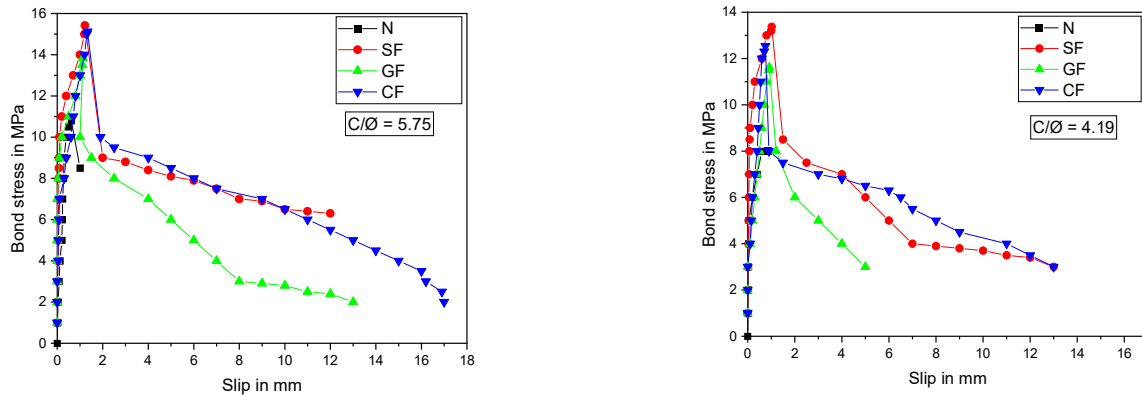 16
14
12
10
8
6
4
2
0
Bond stress in MPa
N
SF
GF
CF
C/Ø = 5.75
0 2 4 6 8 10 12 14 16 18
Slip in mm
14
12
10
8
6
4
2
0
Bond stress in MPa
N
SF
GF
CF
C/Ø = 4.19
0 2 4 6 8 10 12 14 16
Slip in mm